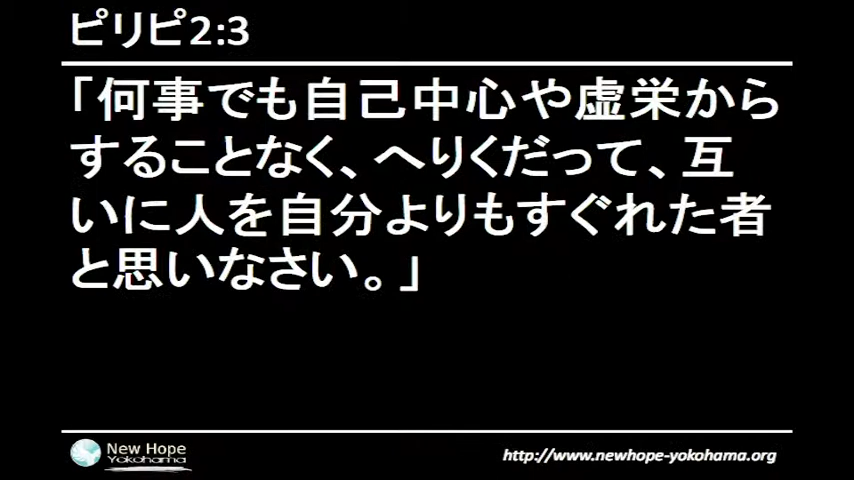 ピリピ2:3
「何事でも自己中心や虚栄から
することなく、へりくだって、互
いに人を自分よりもすぐれた者
と思いなさい。」
New Hope
Yokohama
http://www.newhope-yokohama.org